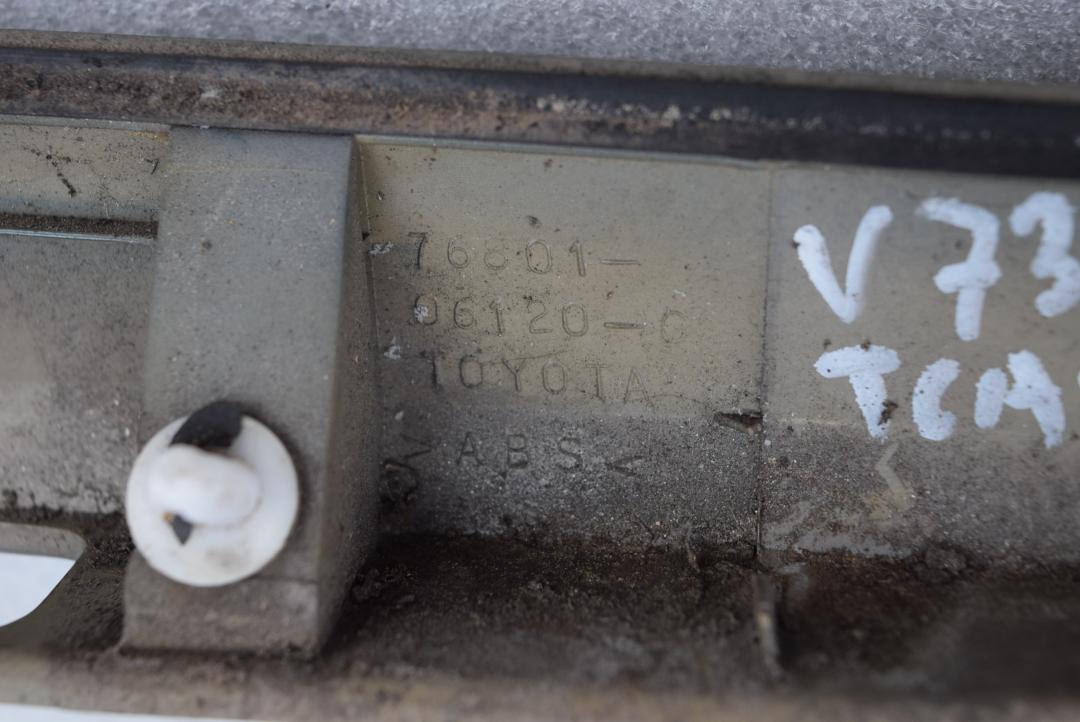 76801-
06120-C
TOYOTA
>ABS<
V73
TCM